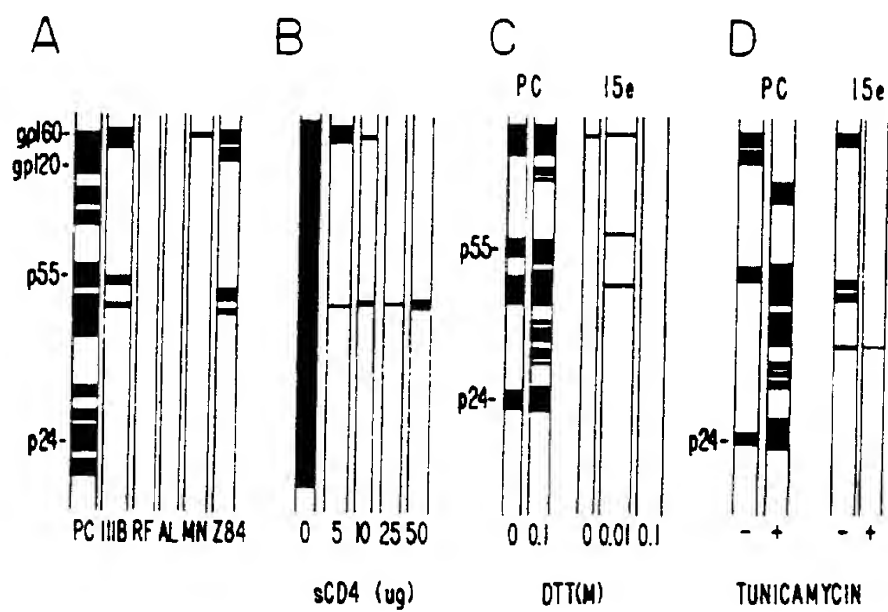 A B C D
PC 15e PC 15e
gp160-
gp120-
p55-
p24-
p55-
p24-
p24-
PC IIIB RF AL MN Z84
0 5 10 25 50
0 0.1 0 0.01 0.1
- + - +
sCD4 (ug)
DTT(M)
TUNICAMYCIN